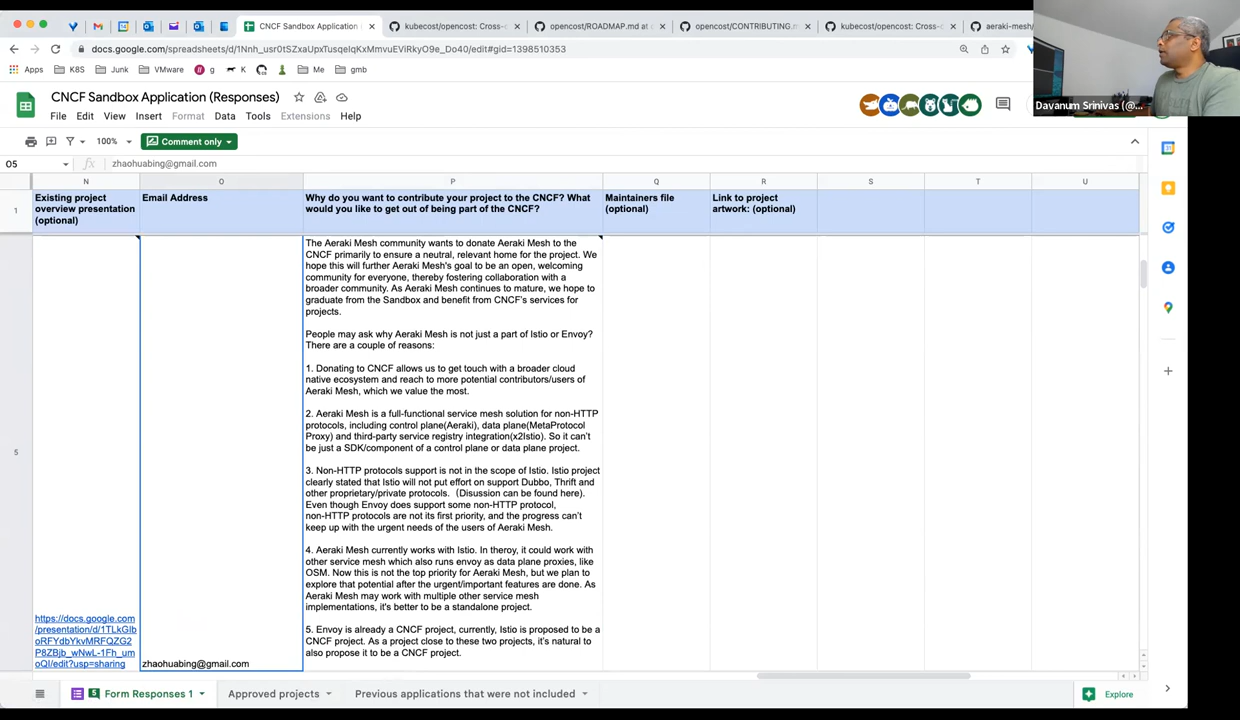 CNCF Sandbox Application (
kubecost/opencost: Cross-c
opencost/ROADMAP.md at d
opencost/CONTRIBUTING.md
kubecost/opencost: Cross-c
aeraki-mesh/
docs.google.com/spreadsheets/d/1Nnh_usr0tSZxaUpxTusqelqKxMmvuEViRkyO9e_Do40/edit#gid=1398510353
Apps
K8S
Junk
VMware
g
K
Me
gmb
Davanum Srinivas (@...
CNCF Sandbox Application (Responses)
File Edit View Insert Format Data Tools Extensions Help
100%
Comment only
O5
fx
zhaohuabing@gmail.com
N O P Q R S T U
1
Existing project
overview presentation
(optional)
Email Address
Why do you want to contribute your project to the CNCF? What
would you like to get out of being part of the CNCF?
Maintainers file
(optional)
Link to project
artwork: (optional)
5
The Aeraki Mesh community wants to donate Aeraki Mesh to the
CNCF primarily to ensure a neutral, relevant home for the project. We
hope this will further Aeraki Mesh's goal to be an open, welcoming
community for everyone, thereby fostering collaboration with a
broader community. As Aeraki Mesh continues to mature, we hope to
graduate from the Sandbox and benefit from CNCF's services for
projects.
People may ask why Aeraki Mesh is not just a part of Istio or Envoy?
There are a couple of reasons:
1. Donating to CNCF allows us to get touch with a broader cloud
native ecosystem and reach to more potential contributors/users of
Aeraki Mesh, which we value the most.
2. Aeraki Mesh is a full-functional service mesh solution for non-HTTP
protocols, including control plane(Aeraki), data plane(MetaProtocol
Proxy) and third-party service registry integration(x2Istio). So it can't
be just a SDK/component of a control plane or data plane project.
3. Non-HTTP protocols support is not in the scope of Istio. Istio project
clearly stated that Istio will not put effort on support Dubbo, Thrift and
other proprietary/private protocols.（Disussion can be found here).
Even though Envoy does support some non-HTTP protocol,
non-HTTP protocols are not its first priority, and the progress can't
keep up with the urgent needs of the users of Aeraki Mesh.
4. Aeraki Mesh currently works with Istio. In theroy, it could work with
other service mesh which also runs envoy as data plane proxies, like
OSM. Now this is not the top priority for Aeraki Mesh, but we plan to
explore that potential after the urgent/important features are done. As
Aeraki Mesh may work with multiple other service mesh
implementations, it's better to be a standalone project.
5. Envoy is already a CNCF project, currently, Istio is proposed to be a
CNCF project. As a project close to these two projects, it's natural to
also propose it to be a CNCF project.
https://docs.google.com
/presentation/d/1TLkGIb
oRFYdbYkvMRFQZG2
P8ZBjb_wNwL-1Fh_um
oQI/edit?usp=sharing
zhaohuabing@gmail.com
5
Form Responses 1
Approved projects
Previous applications that were not included
Explore